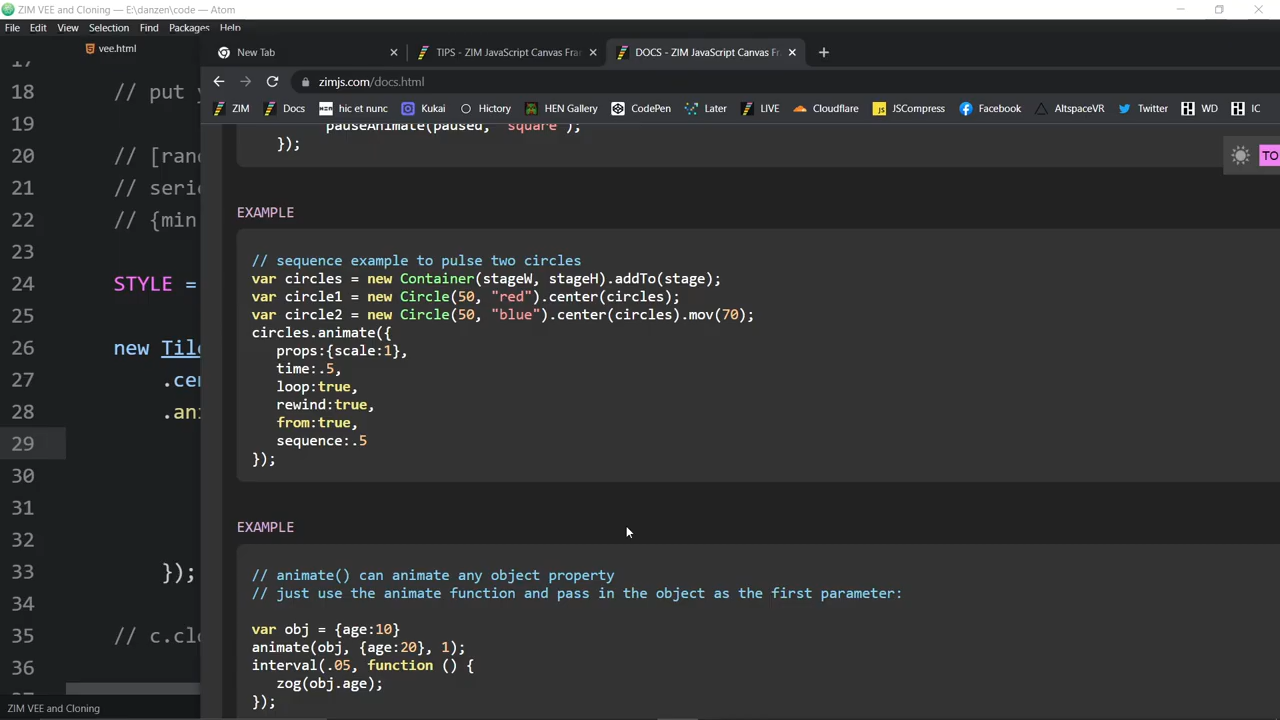 ZIM VEE and Cloning — E:\danzen\code — Atom
File Edit View Selection Find Packages Help
vee.html
New Tab
TIPS - ZIM JavaScript Canvas Fra
DOCS - ZIM JavaScript Canvas Fr
zimjs.com/docs.html
ZIM Docs hic et nunc Kukai Hictory HEN Gallery CodePen Later LIVE Cloudflare JSCompress Facebook AltspaceVR Twitter WD IC
17
18 // put y
19
20 // [rand
21 // serie
22 // {min
23
24 STYLE =
25
26 new Tile
27 .cen
28 .ani
29
30
31
32
33 });
34
35 // c.clo
36
ZIM VEE and Cloning
pauseAnimate(paused, "square");
});
TO
EXAMPLE
// sequence example to pulse two circles
var circles = new Container(stageW, stageH).addTo(stage);
var circle1 = new Circle(50, "red").center(circles);
var circle2 = new Circle(50, "blue").center(circles).mov(70);
circles.animate({
props:{scale:1},
time:.5,
loop:true,
rewind:true,
from:true,
sequence:.5
});
EXAMPLE
// animate() can animate any object property
// just use the animate function and pass in the object as the first parameter:
var obj = {age:10}
animate(obj, {age:20}, 1);
interval(.05, function () {
zog(obj.age);
});